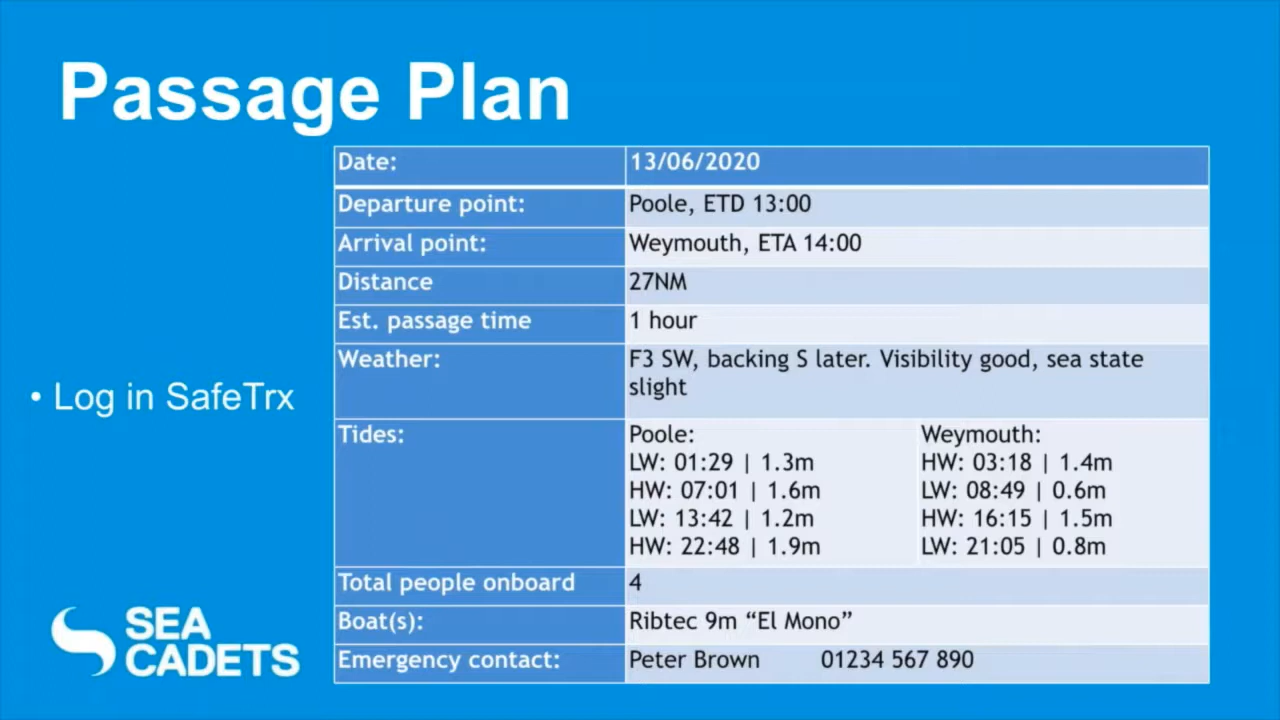 Passage Plan
Date: 13/06/2020
Departure point: Poole, ETD 13:00
Arrival point: Weymouth, ETA 14:00
Distance 27NM
Est. passage time 1 hour
Weather: F3 SW, backing S later. Visibility good, sea state
slight
• Log in SafeTrx
Tides: Poole: Weymouth:
LW: 01:29 | 1.3m HW: 03:18 | 1.4m
HW: 07:01 | 1.6m LW: 08:49 | 0.6m
LW: 13:42 | 1.2m HW: 16:15 | 1.5m
HW: 22:48 | 1.9m LW: 21:05 | 0.8m
Total people onboard 4
Boat(s): Ribtec 9m “El Mono”
Emergency contact: Peter Brown 01234 567 890
SEA
CADETS